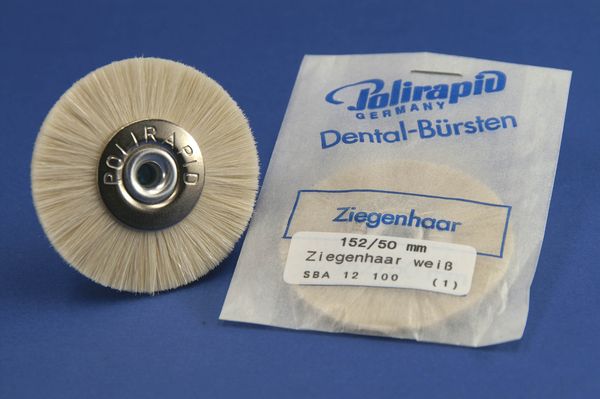 POLIRAPID
Polirapid
GERMANY
Dental-Bürsten
Ziegenhaar
152/50 mm
Ziegenhaar weiß
SBA 12 100 (1)